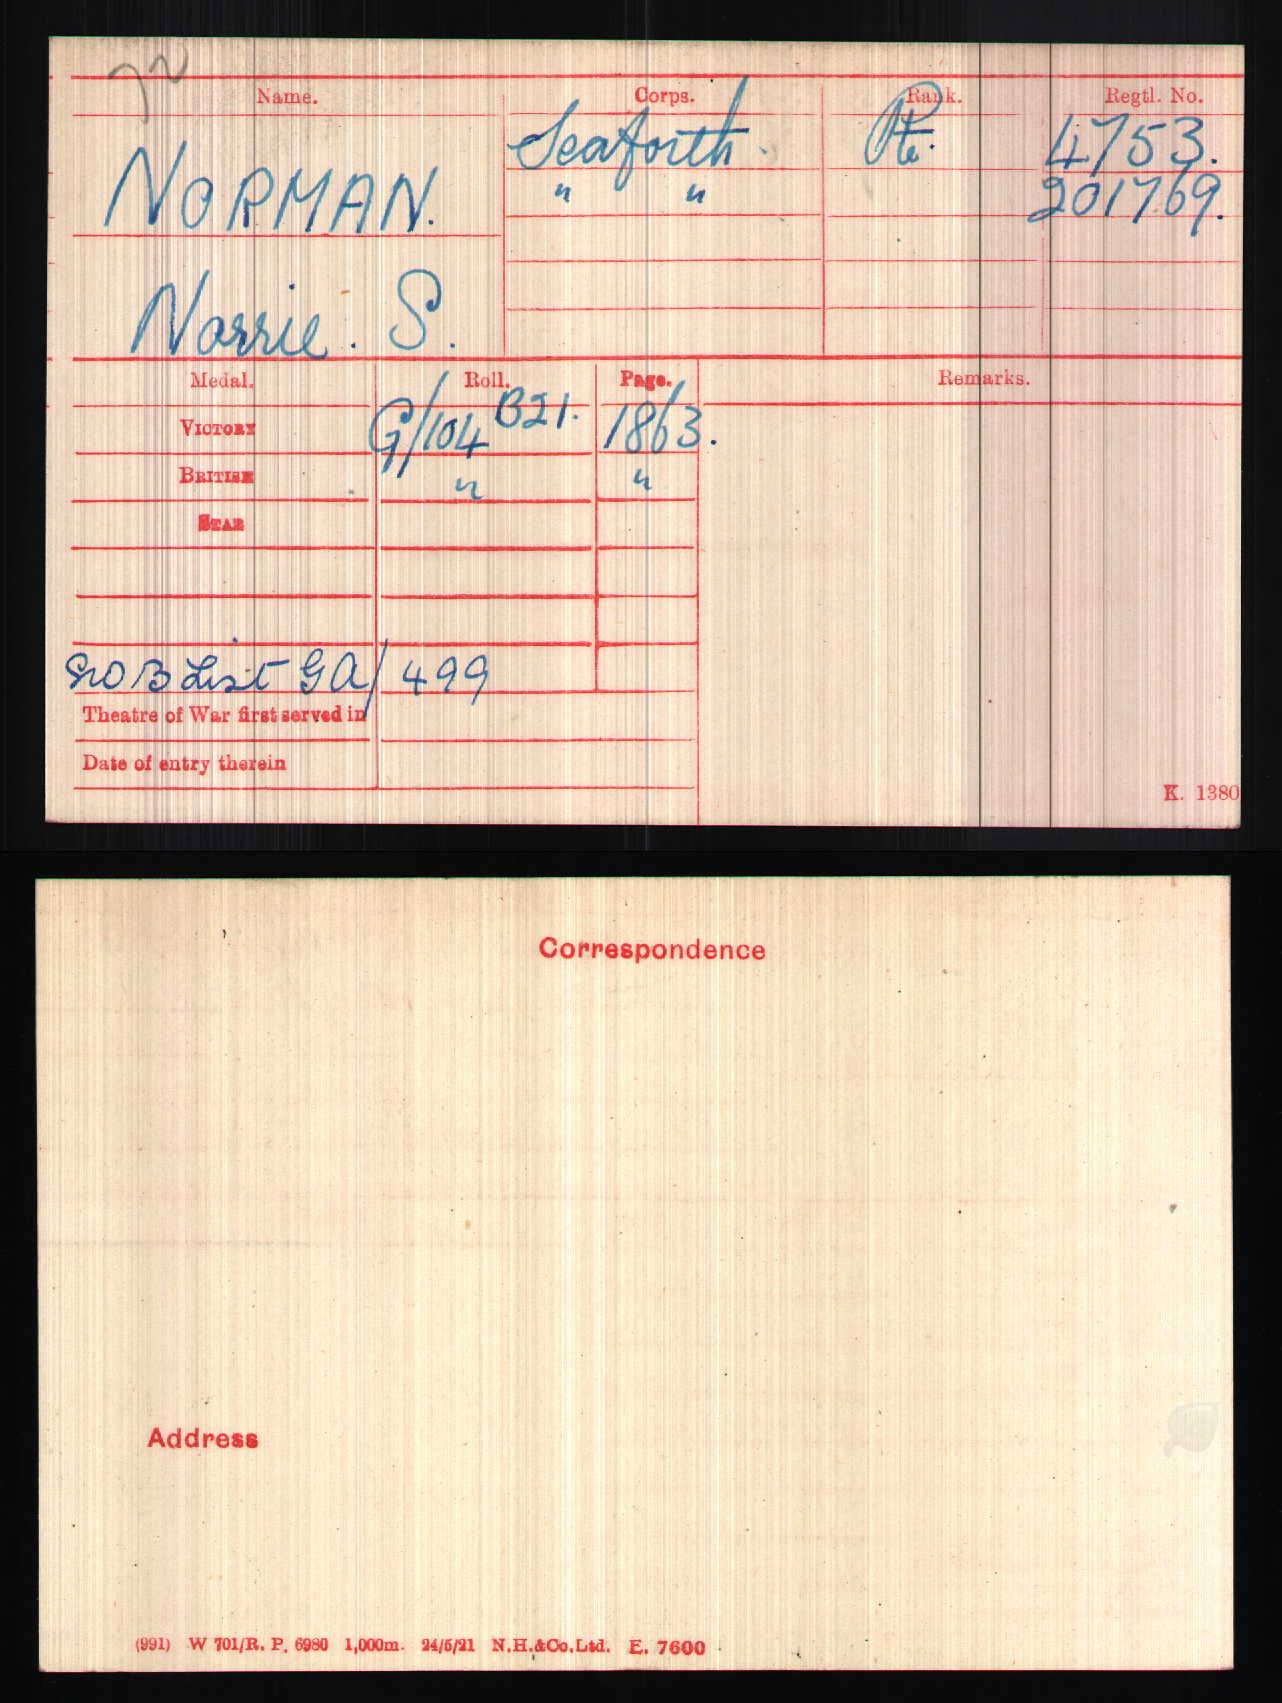 Name. Corps. Rank. Regtl. No.
NORMAN. Seaforth. Pte. 4753.
" " 201769.
Norrie. S.
Medal. Roll. Page. Remarks.
VICTORY G/104 B21. 1863.
BRITISH " "
STAR
List GA/499
Theatre of War first served in
Date of entry therein
K. 1380
Correspondence
Address
(991) W 701/R. P. 6980 1,000m. 24/5/21 N.H.&Co.Ltd. E. 7600